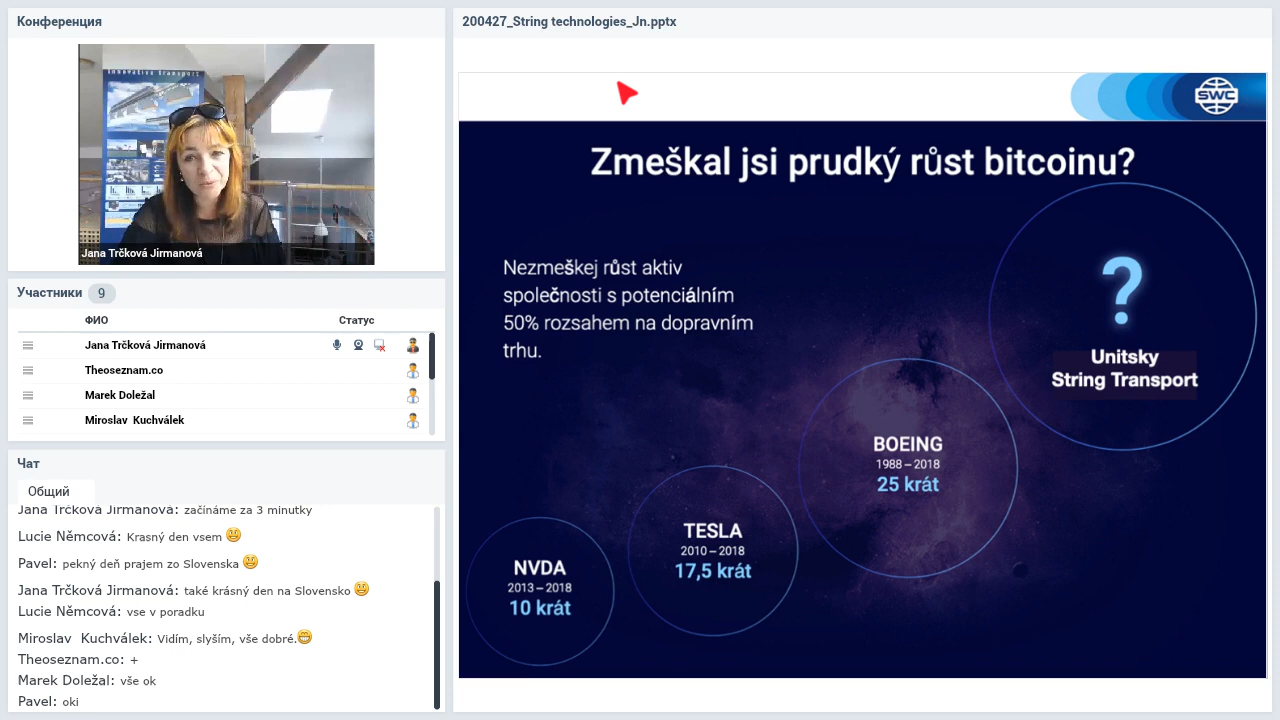 Конференция
Innovative Transport
Jana Trčková Jirmanová
Участники 9
ФИО Статус
Jana Trčková Jirmanová
Theoseznam.co
Marek Doležal
Miroslav Kuchválek
Чат
Общий
Jana Trčková Jirmanová: začínáme za 3 minutky
Lucie Němcová: Krasný den vsem
Pavel: pekný deň prajem zo Slovenska
Jana Trčková Jirmanová: také krásný den na Slovensko
Lucie Němcová: vse v poradku
Miroslav Kuchválek: Vidím, slyším, vše dobré.
Theoseznam.co: +
Marek Doležal: vše ok
Pavel: oki
200427_String technologies_Jn.pptx
SWC
Zmeškal jsi prudký růst bitcoinu?
Nezmeškej růst aktiv
společnosti s potenciálním
50% rozsahem na dopravním
trhu.
?
Unitsky
String Transport
BOEING
1988 – 2018
25 krát
TESLA
2010 – 2018
17,5 krát
NVDA
2013 – 2018
10 krát